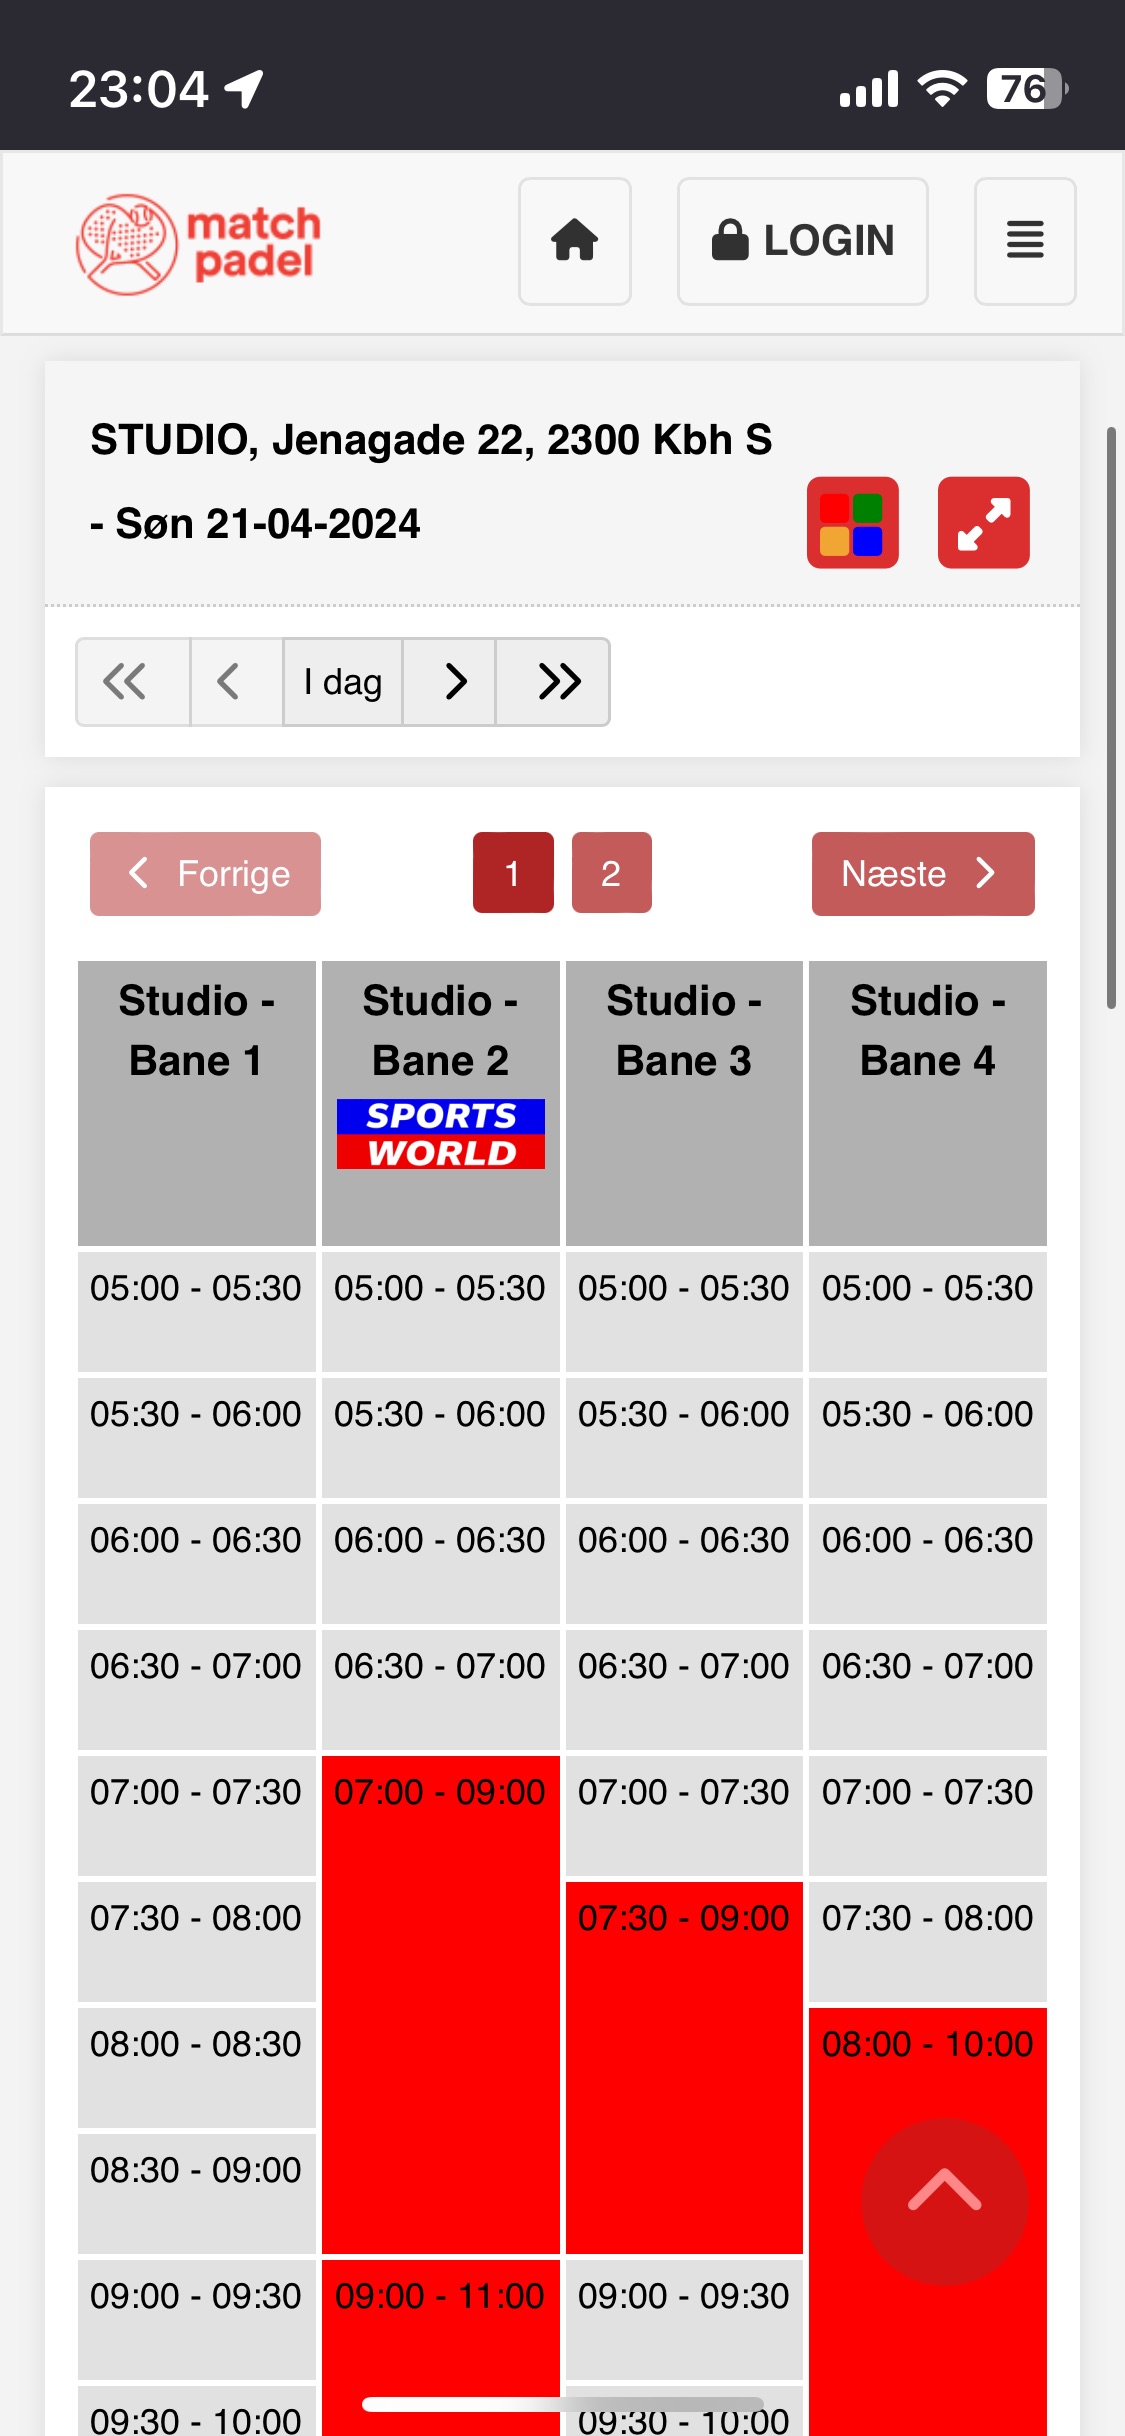 23:04
76
match
padel
LOGIN
STUDIO, Jenagade 22, 2300 Kbh S
- Søn 21-04-2024
I dag
Forrige
1
2
Næste
Studio -
Bane 1
Studio -
Bane 2
SPORTS
WORLD
Studio -
Bane 3
Studio -
Bane 4
05:00 - 05:30 05:00 - 05:30 05:00 - 05:30 05:00 - 05:30
05:30 - 06:00 05:30 - 06:00 05:30 - 06:00 05:30 - 06:00
06:00 - 06:30 06:00 - 06:30 06:00 - 06:30 06:00 - 06:30
06:30 - 07:00 06:30 - 07:00 06:30 - 07:00 06:30 - 07:00
07:00 - 07:30 07:00 - 09:00 07:00 - 07:30 07:00 - 07:30
07:30 - 08:00 07:30 - 09:00 07:30 - 08:00
08:00 - 08:30 08:00 - 10:00
08:30 - 09:00
09:00 - 09:30 09:00 - 11:00 09:00 - 09:30
09:30 - 10:00 09:30 - 10:00